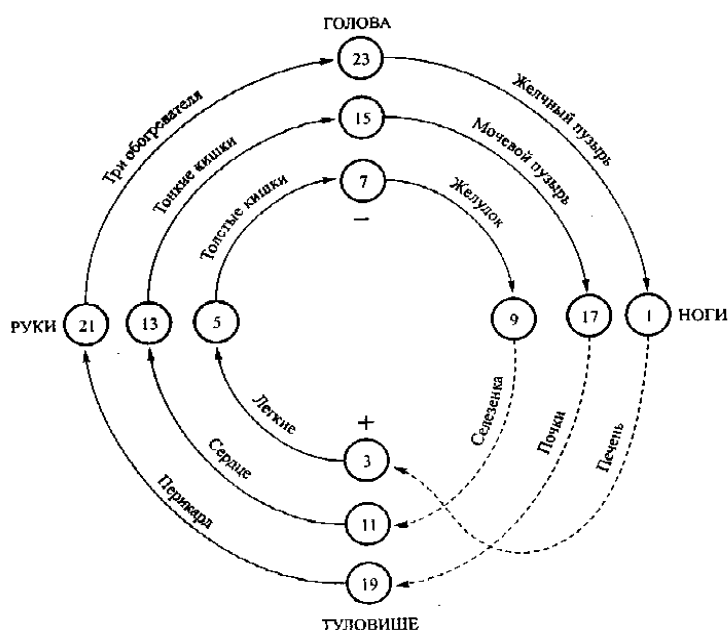 ГОЛОВА
23
Три обогревателя
Желчный пузырь
15
Тонкие кишки
Мочевой пузырь
7
Толстые кишки
Желудок
−
РУКИ
21
13
5
9
17
1
НОГИ
+
Легкие
3
Селезенка
Почки
Печень
Сердце
11
Перикард
19
ТУЛОВИЩЕ